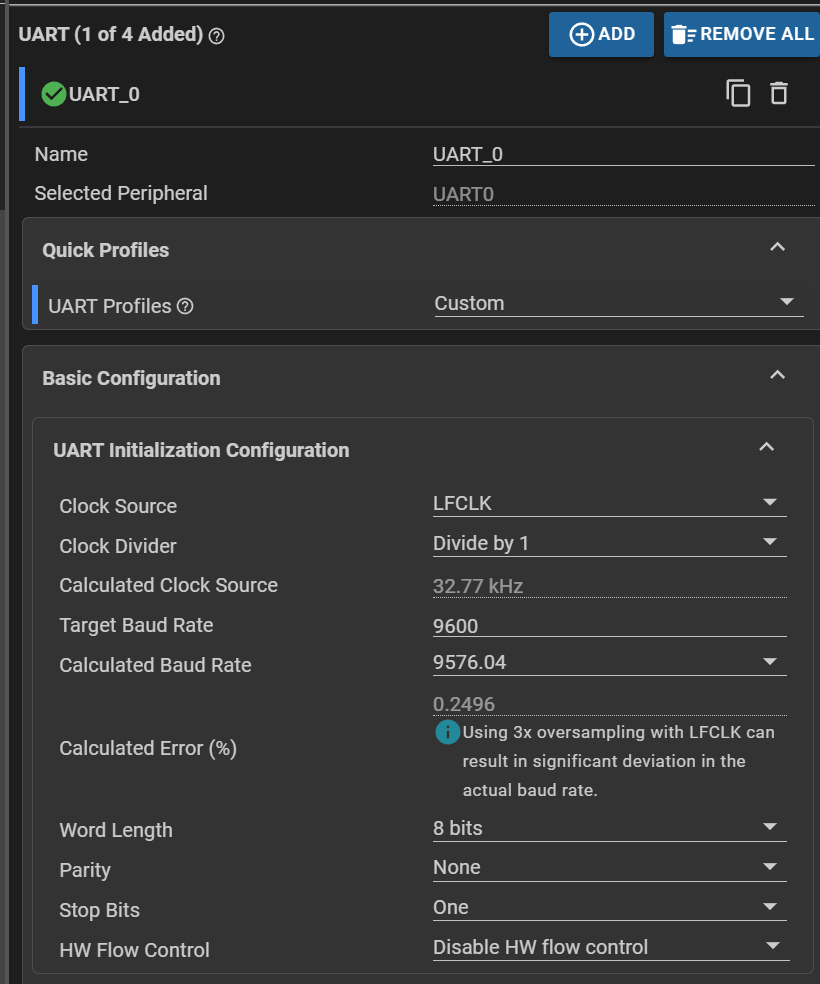 UART (1 of 4 Added)
ADD
REMOVE ALL
UART_0
Name
UART_0
Selected Peripheral
UART0
Quick Profiles
UART Profiles
Custom
Basic Configuration
UART Initialization Configuration
Clock Source
LFCLK
Clock Divider
Divide by 1
Calculated Clock Source
32.77 kHz
Target Baud Rate
9600
Calculated Baud Rate
9576.04
Calculated Error (%)
0.2496
Using 3x oversampling with LFCLK can
result in significant deviation in the
actual baud rate.
Word Length
8 bits
Parity
None
Stop Bits
One
HW Flow Control
Disable HW flow control